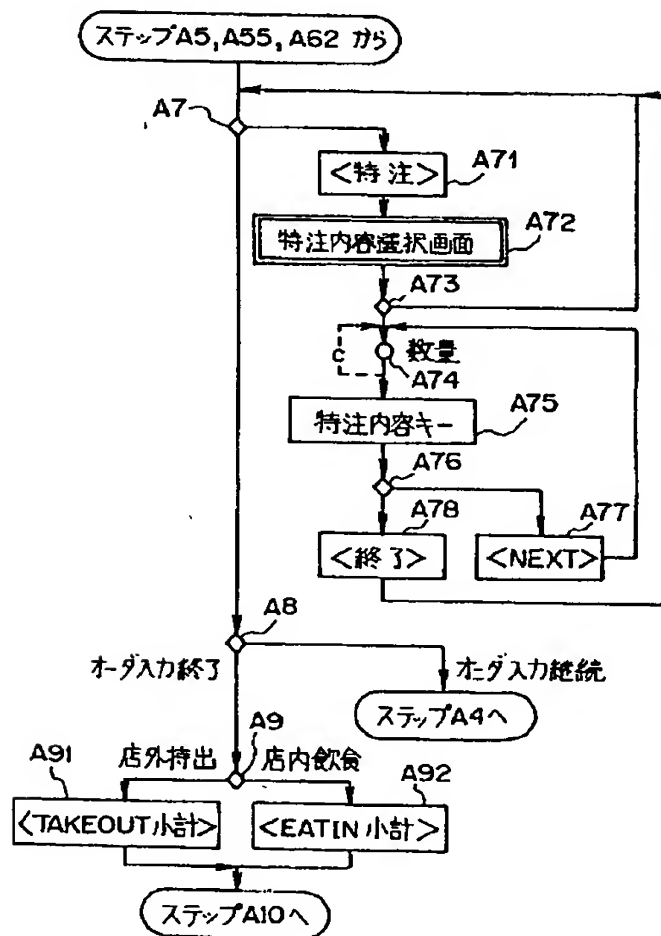 ステップA5,A55,A62から
A7
<特注>
A71
特注内容選択画面
A72
A73
C
数量
A74
特注内容キー
A75
A76
A78
A77
<終了>
<NEXT>
A8
オーダ入力終了
オーダ入力継続
ステップA4へ
A9
A91
店外持出
店内飲食
A92
<TAKEOUT小計>
<EATIN小計>
ステップA10へ